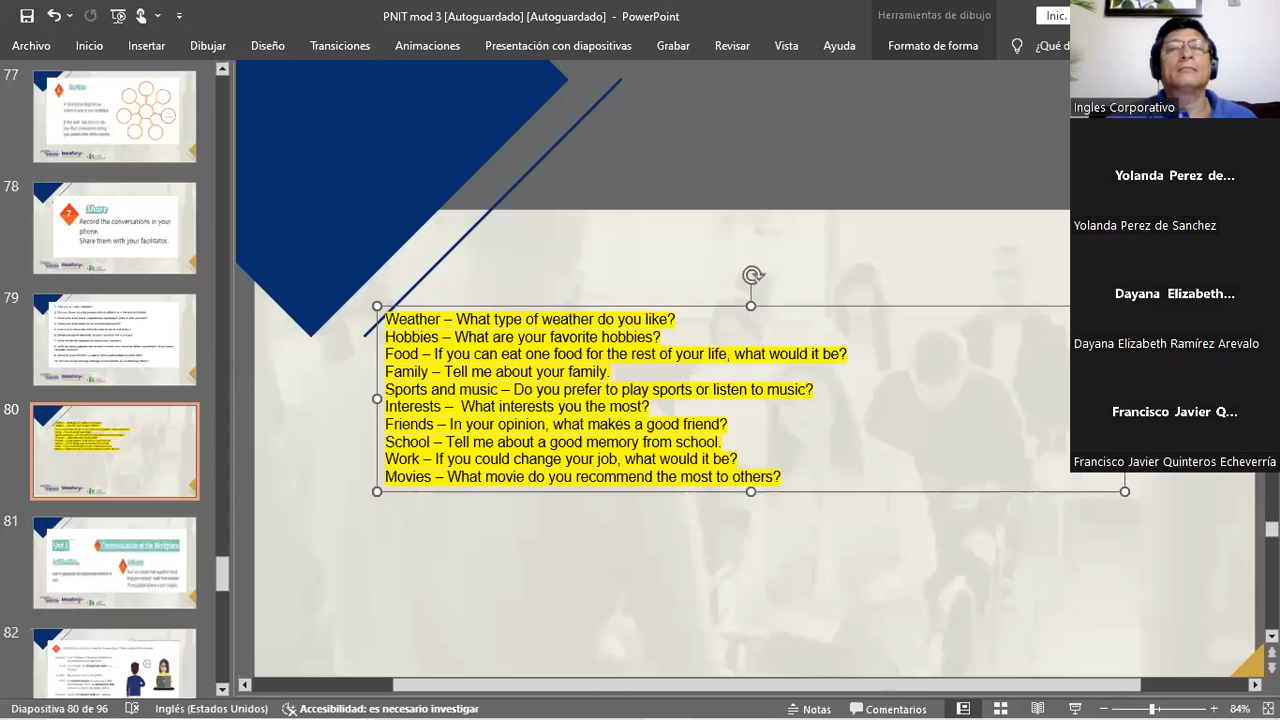 PNIT mod 2 [Autoguardado] [Autoguardado] - PowerPoint
Herramientas de dibujo
Inic
Archivo Inicio Insertar Dibujar Diseño Transiciones Animaciones Presentación con diapositivas Grabar Revisar Vista Ayuda Formato de forma ¿Qué d
Ingles Corporativo
Yolanda Perez de...
Yolanda Perez de Sanchez
Dayana Elizabeth...
Dayana Elizabeth Ramírez Arevalo
Francisco Javier Q...
Francisco Javier Quinteros Echeverría
77
78
7 Share
Record the conversations in your
phone.
Share them with your facilitator.
79
80
81
Unit 3 Communication at the Workplace
82
Weather – What type of weather do you like?
Hobbies – What are your favorite hobbies?
Food – If you can eat one food for the rest of your life, what would it be?
Family – Tell me about your family.
Sports and music – Do you prefer to play sports or listen to music?
Interests –  What interests you the most?
Friends – In your opinion, what makes a good friend?
School – Tell me about a good memory from school.
Work – If you could change your job, what would it be?
Movies – What movie do you recommend the most to others?
Diapositiva 80 de 96 Inglés (Estados Unidos) Accesibilidad: es necesario investigar Notas Comentarios 84%